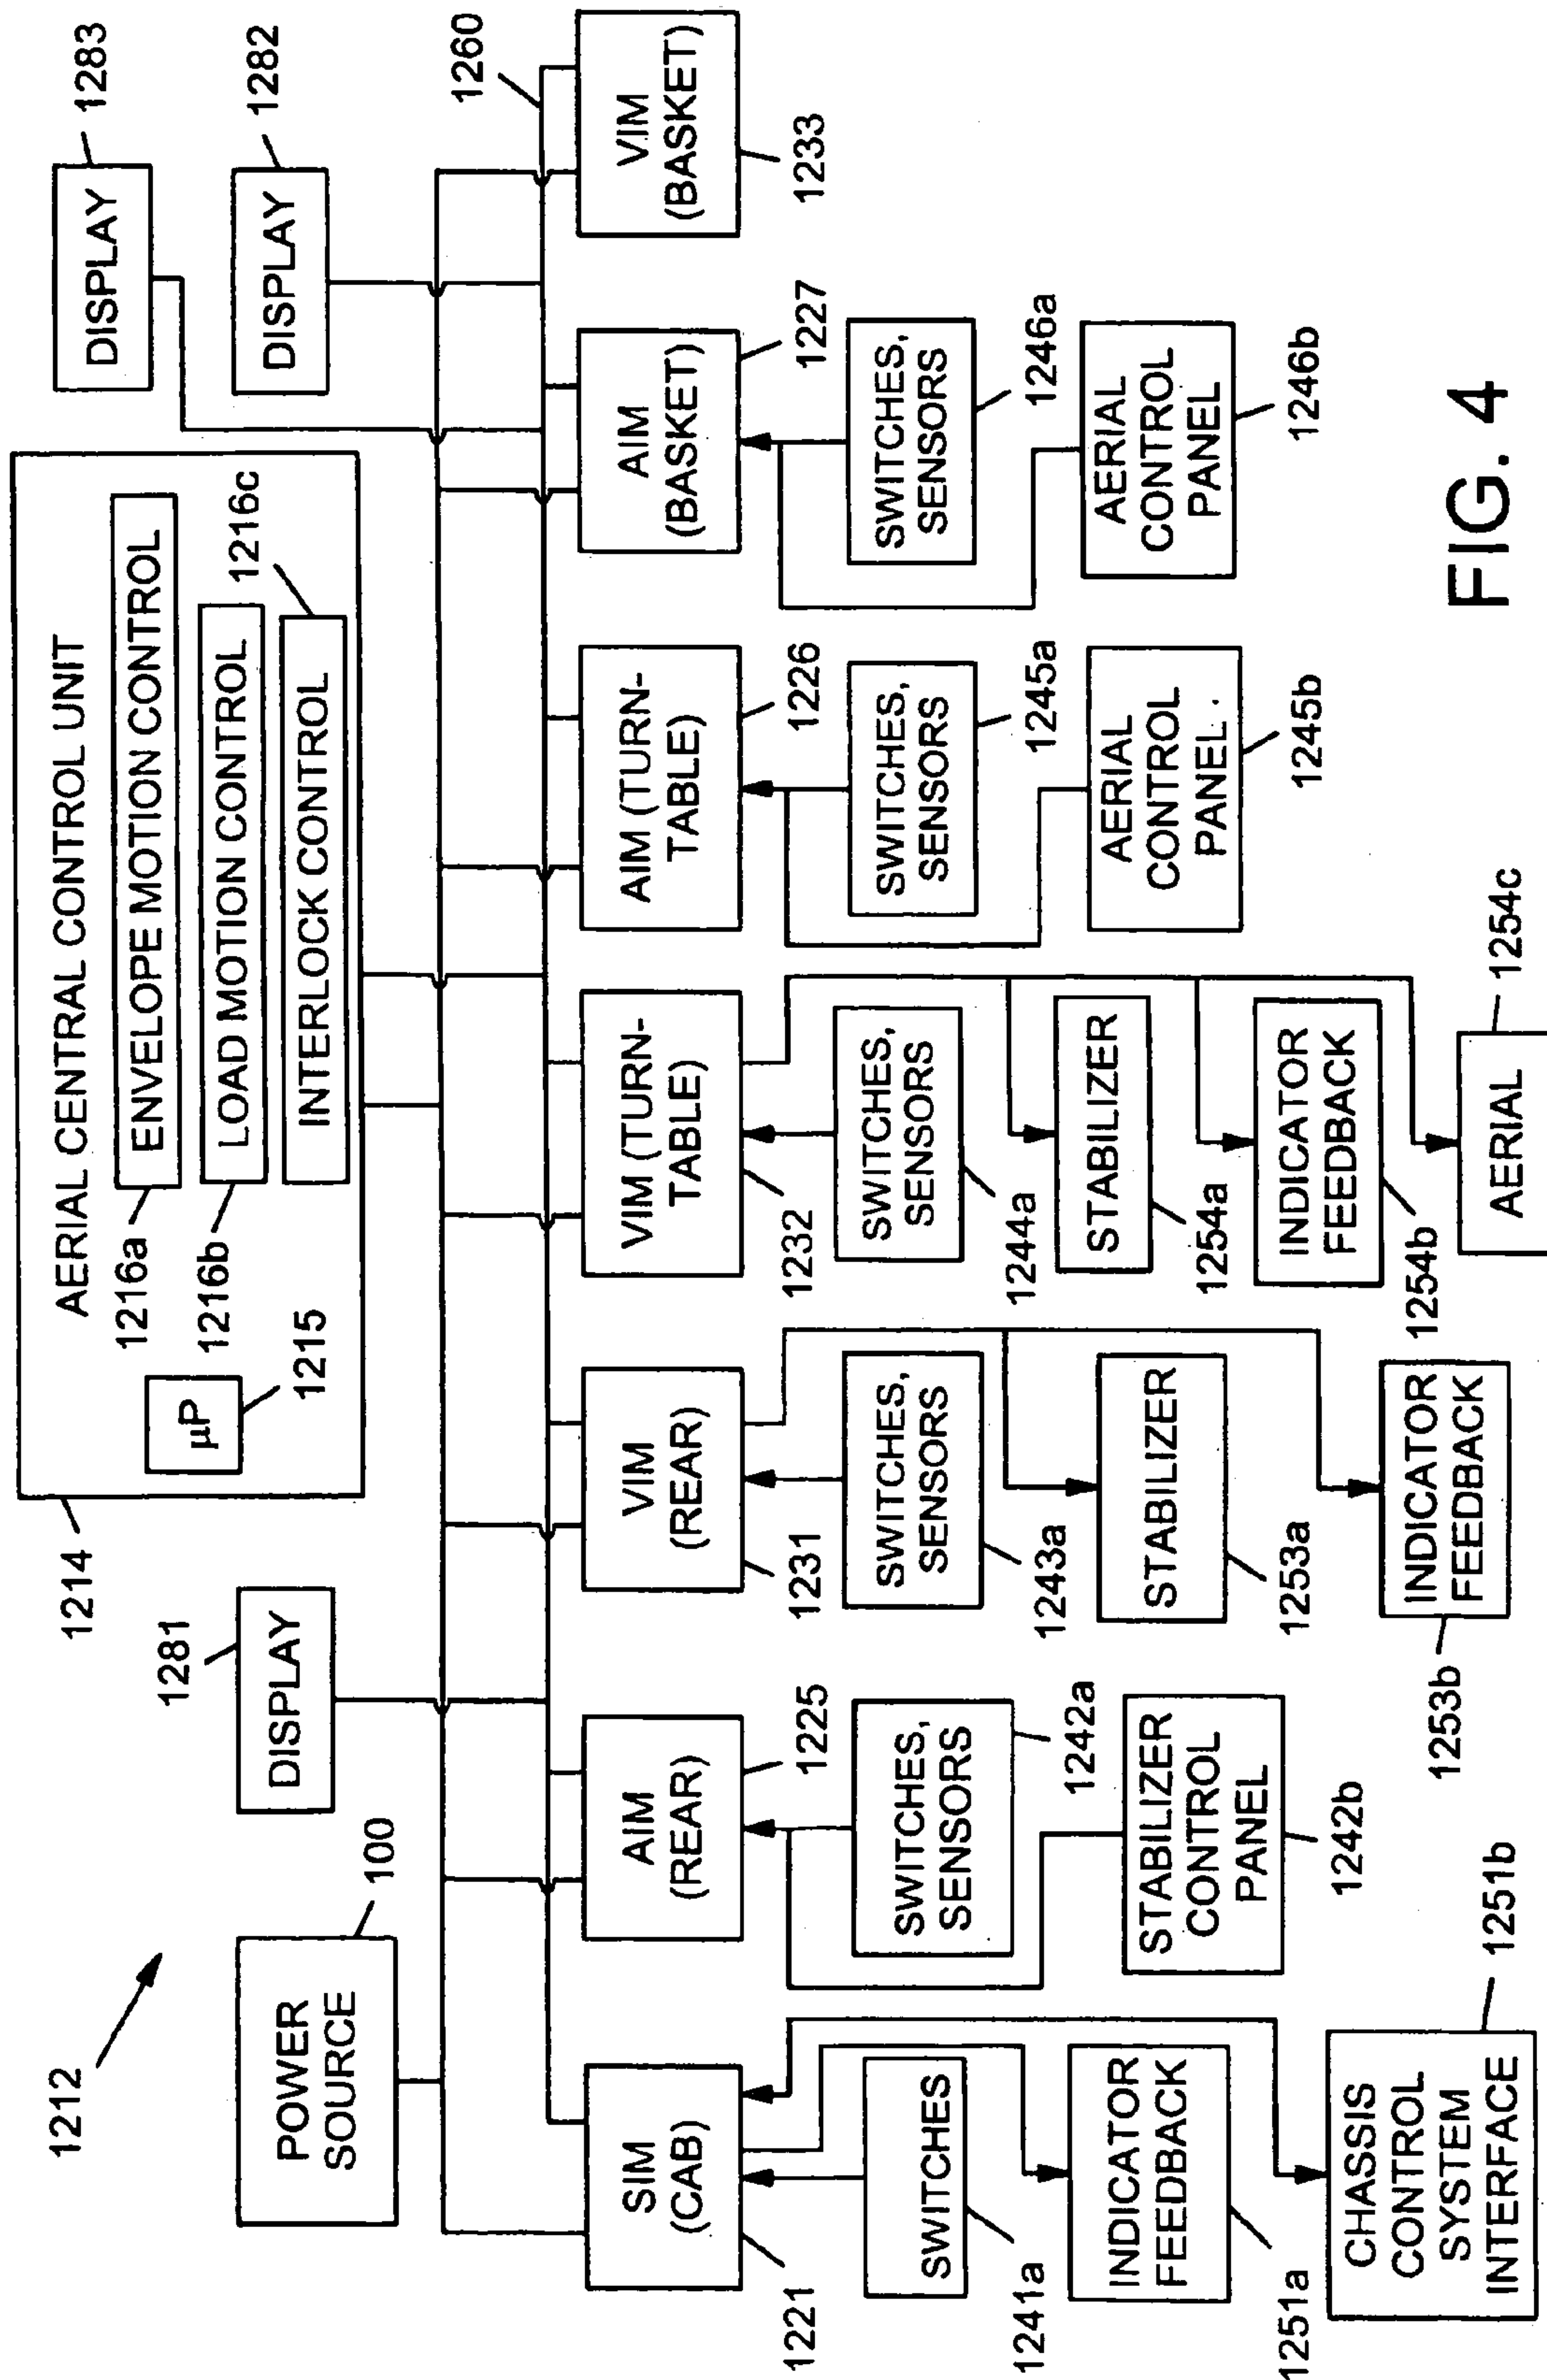 1212
POWER
SOURCE
100
DISPLAY
1281
1214
AERIAL CENTRAL CONTROL UNIT
µP
1215
ENVELOPE MOTION CONTROL
1216a
LOAD MOTION CONTROL
1216b
INTERLOCK CONTROL
1216c
DISPLAY
1283
DISPLAY
1282
1260
SIM
(CAB)
1221
AIM
(REAR)
1225
VIM
(REAR)
1231
VIM (TURN-
TABLE)
1232
AIM (TURN-
TABLE)
1226
AIM
(BASKET)
1227
VIM
(BASKET)
1233
SWITCHES
1241a
INDICATOR
FEEDBACK
1251a
CHASSIS
CONTROL
SYSTEM
INTERFACE
1251b
SWITCHES,
SENSORS
1242a
STABILIZER
CONTROL
PANEL
1242b
SWITCHES,
SENSORS
1243a
STABILIZER
1253a
INDICATOR
FEEDBACK
1253b
SWITCHES,
SENSORS
1244a
STABILIZER
1254a
INDICATOR
FEEDBACK
1254b
AERIAL
1254c
SWITCHES,
SENSORS
1245a
AERIAL
CONTROL
PANEL
1245b
SWITCHES,
SENSORS
1246a
AERIAL
CONTROL
PANEL
1246b
FIG. 4